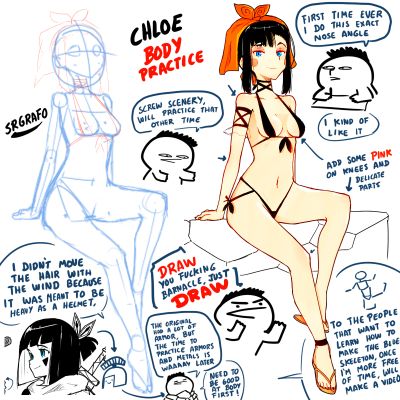 CHLOE
BODY
PRACTICE
SRGRAFO
FIRST TIME EVER
I DO THIS EXACT
NOSE ANGLE
SCREW SCENERY,
WILL PRACTICE THAT
OTHER TIME
I KIND OF
LIKE IT
ADD SOME PINK
ON KNEES AND
DELICATE
PARTS
I DIDN'T MOVE
THE HAIR WITH
THE WIND BECAUSE
IT WAS MEANT TO BE
HEAVY AS A HELMET,
DRAW
YOU FUCKING
BARNACLE, JUST
DRAW
THE ORIGINAL
HAD A LOT OF
ARMOR, BUT
THE TIME TO
PRACTICE ARMORS
AND METALS IS
WAAAAY LATER
NEED TO
BE GOOD AT
BODY FIRST!
TO THE PEOPLE
THAT WANT TO
LEARN HOW TO
MAKE THE BLUE
SKELETON, ONCE
I'M MORE FREE
OF TIME, WILL
MAKE A VIDEO